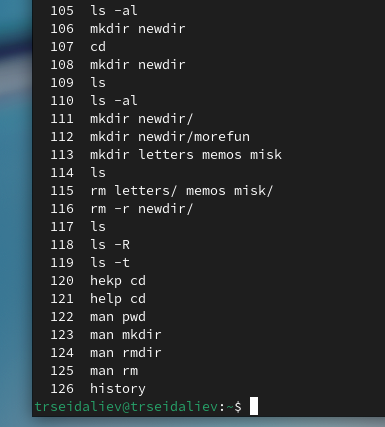 105 ls -al
106 mkdir newdir
107 cd
108 mkdir newdir
109 ls
110 ls -al
111 mkdir newdir/
112 mkdir newdir/morefun
113 mkdir letters memos misk
114 ls
115 rm letters/ memos misk/
116 rm -r newdir/
117 ls
118 ls -R
119 ls -t
120 hekp cd
121 help cd
122 man pwd
123 man mkdir
124 man rmdir
125 man rm
126 history
trseidaliev@trseidaliev:~$